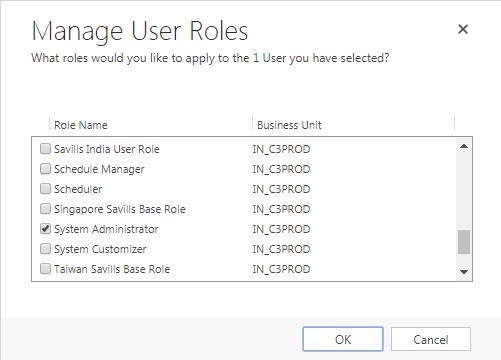 Manage User Roles
What roles would you like to apply to the 1 User you have selected?
Role Name Business Unit
Savills India User Role IN_C3PROD
Schedule Manager IN_C3PROD
Scheduler IN_C3PROD
Singapore Savills Base Role IN_C3PROD
System Administrator IN_C3PROD
System Customizer IN_C3PROD
Taiwan Savills Base Role IN_C3PROD
OK Cancel